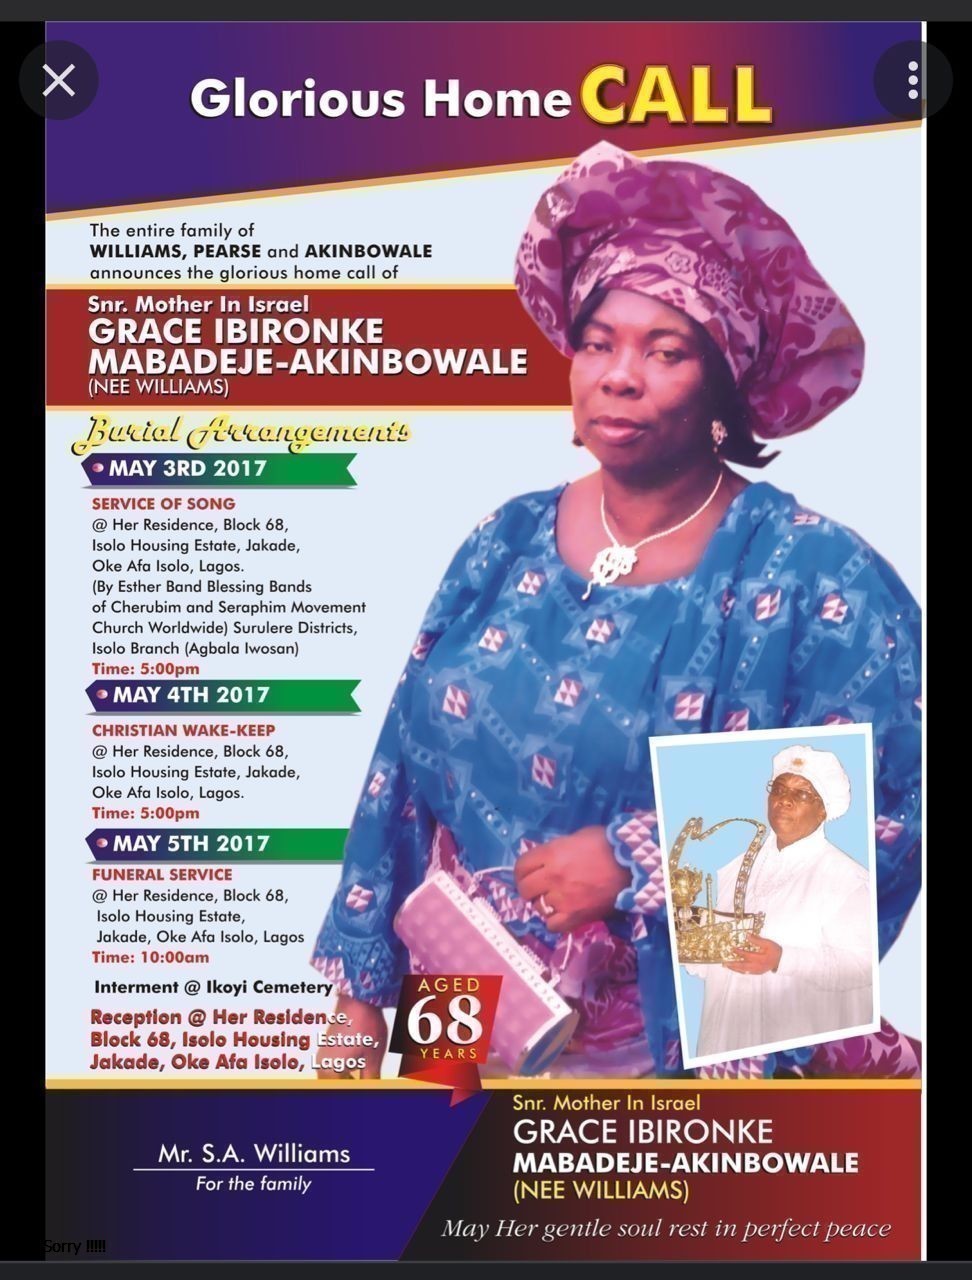 Glorious Home CALL
The entire family of
WILLIAMS, PEARSE and AKINBOWALE
announces the glorious home call of
Snr. Mother In Israel
GRACE IBIRONKE
MABADEJE-AKINBOWALE
(NEE WILLIAMS)
Burial Arrangements
MAY 3RD 2017
SERVICE OF SONG
@ Her Residence, Block 68,
Isolo Housing Estate, Jakade,
Oke Afa Isolo, Lagos.
(By Esther Band Blessing Bands
of Cherubim and Seraphim Movement
Church Worldwide) Surulere Districts,
Isolo Branch (Agbala Iwosan)
Time: 5:00pm
MAY 4TH 2017
CHRISTIAN WAKE-KEEP
@ Her Residence, Block 68,
Isolo Housing Estate, Jakade,
Oke Afa Isolo, Lagos.
Time: 5:00pm
MAY 5TH 2017
FUNERAL SERVICE
@ Her Residence, Block 68,
Isolo Housing Estate,
Jakade, Oke Afa Isolo, Lagos
Time: 10:00am
Interment @ Ikoyi Cemetery
Reception @ Her Residence,
Block 68, Isolo Housing Estate,
Jakade, Oke Afa Isolo, Lagos
AGED
68
YEARS
Mr. S.A. Williams
For the family
Snr. Mother In Israel
GRACE IBIRONKE
MABADEJE-AKINBOWALE
(NEE WILLIAMS)
May Her gentle soul rest in perfect peace
Sorry !!!!!